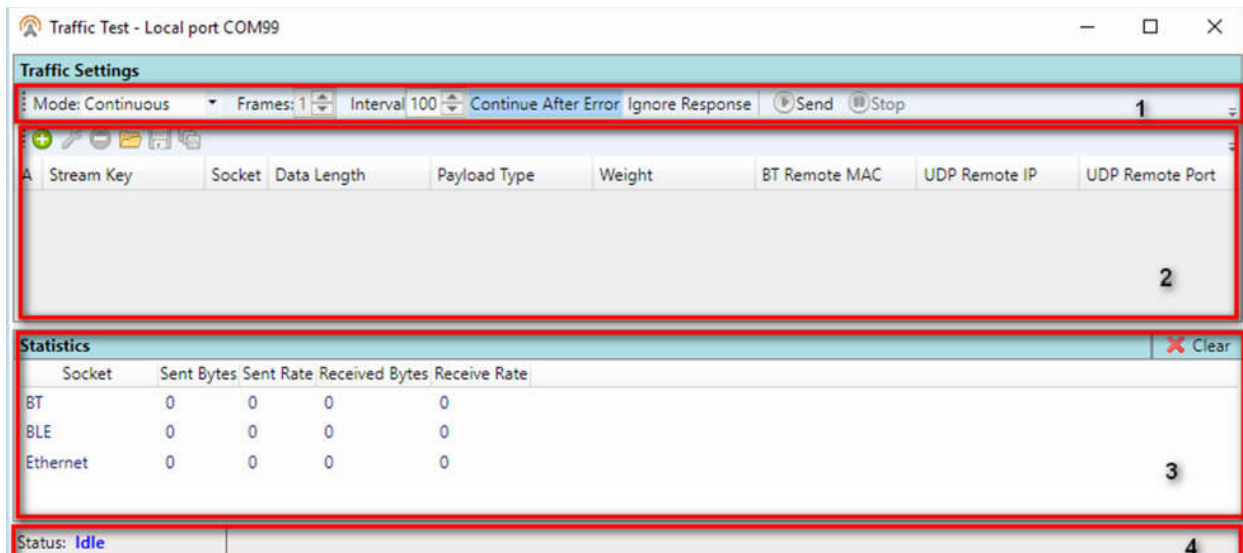 Traffic Test - Local port COM99
Traffic Settings
Mode: Continuous Frames: 1 Interval 100 Continue After Error Ignore Response Send Stop 1
A Stream Key Socket Data Length Payload Type Weight BT Remote MAC UDP Remote IP UDP Remote Port
2
Statistics Clear
Socket Sent Bytes Sent Rate Received Bytes Receive Rate
BT 0 0 0 0
BLE 0 0 0 0
Ethernet 0 0 0 0
3
Status: Idle 4